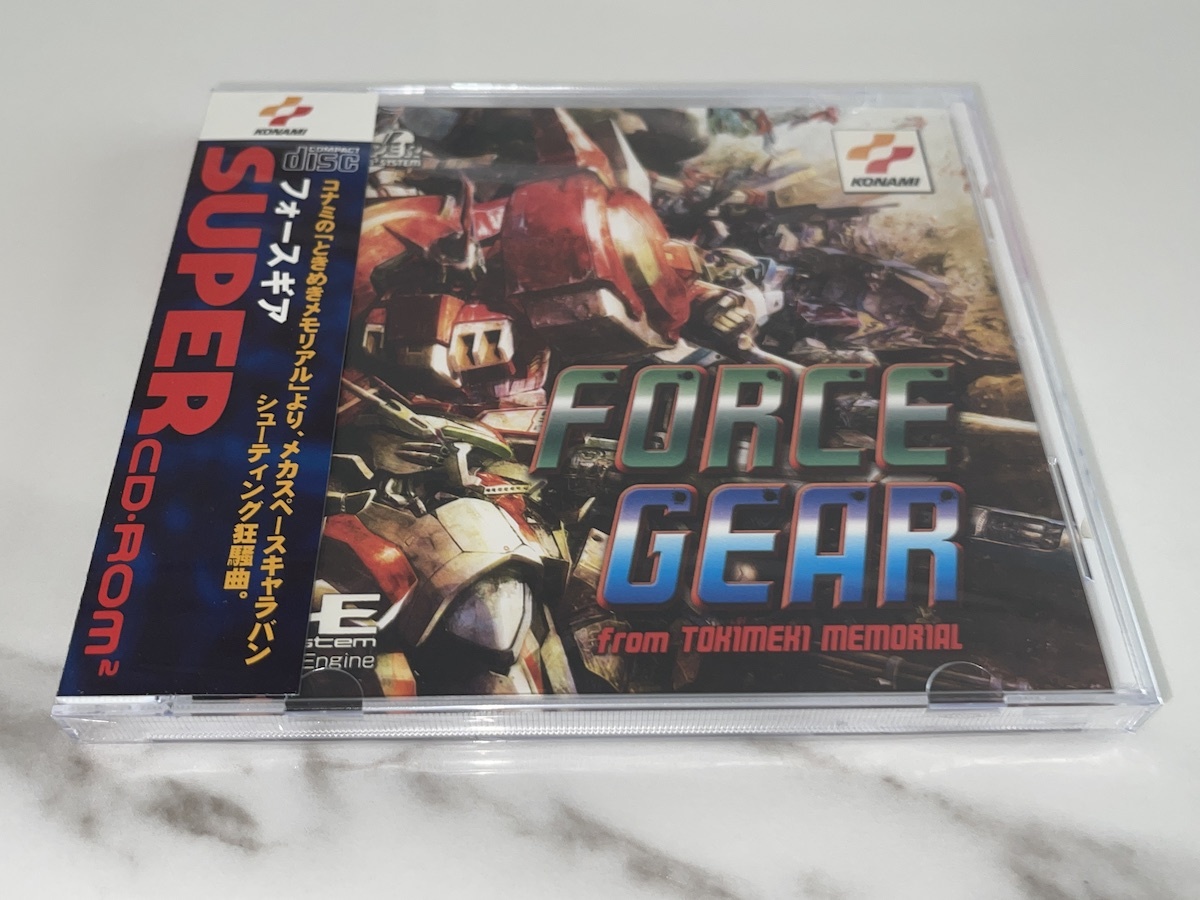 KONAMI
COMPACT
disc
SUPER
CD-ROM²
フォースギア
コナミの「ときめきメモリアル」より、メカスペースキャラバン
シューティング狂騒曲。
SYSTEM
KONAMI
FORCE
GEAR
from TOKIMEKI MEMORIAL
Engine